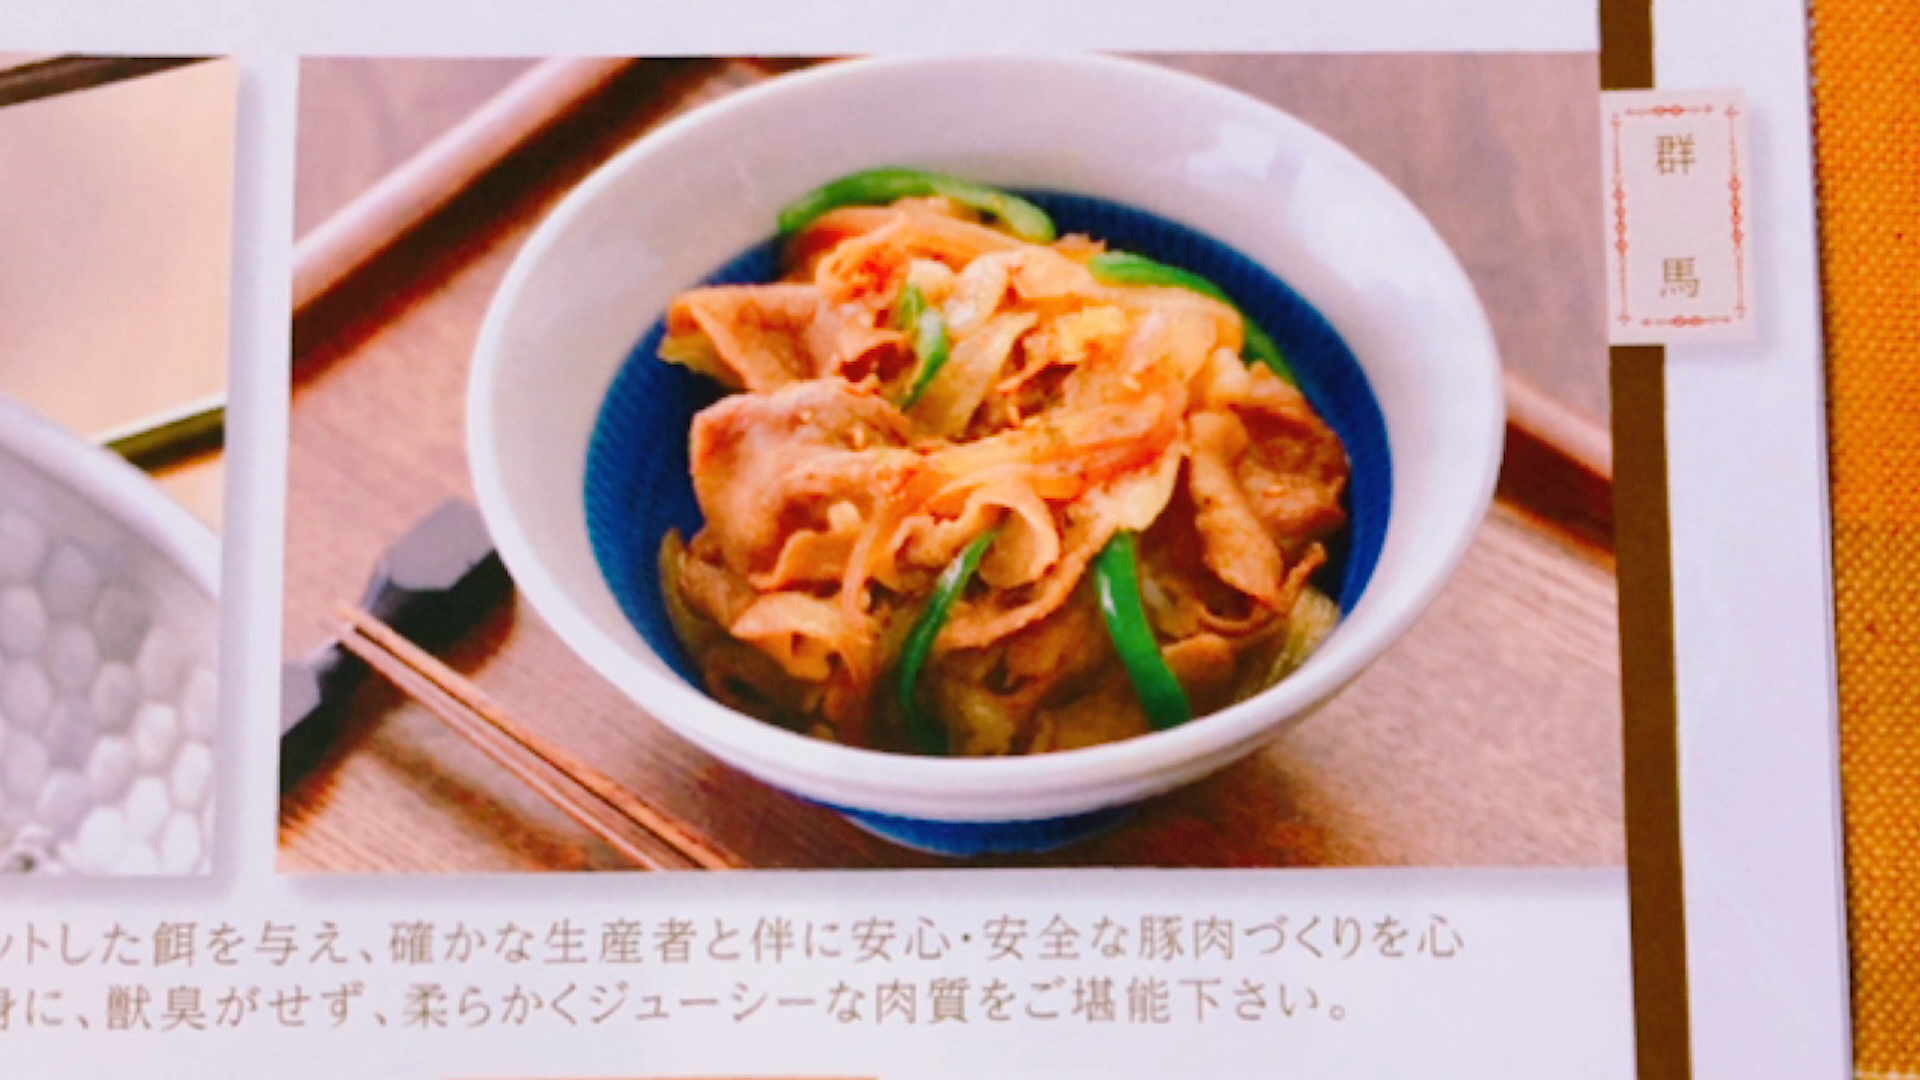 群馬
ットした餌を与え、確かな生産者と伴に安心・安全な豚肉づくりを心
身に、獣臭がせず、柔らかくジューシーな肉質をご堪能下さい。